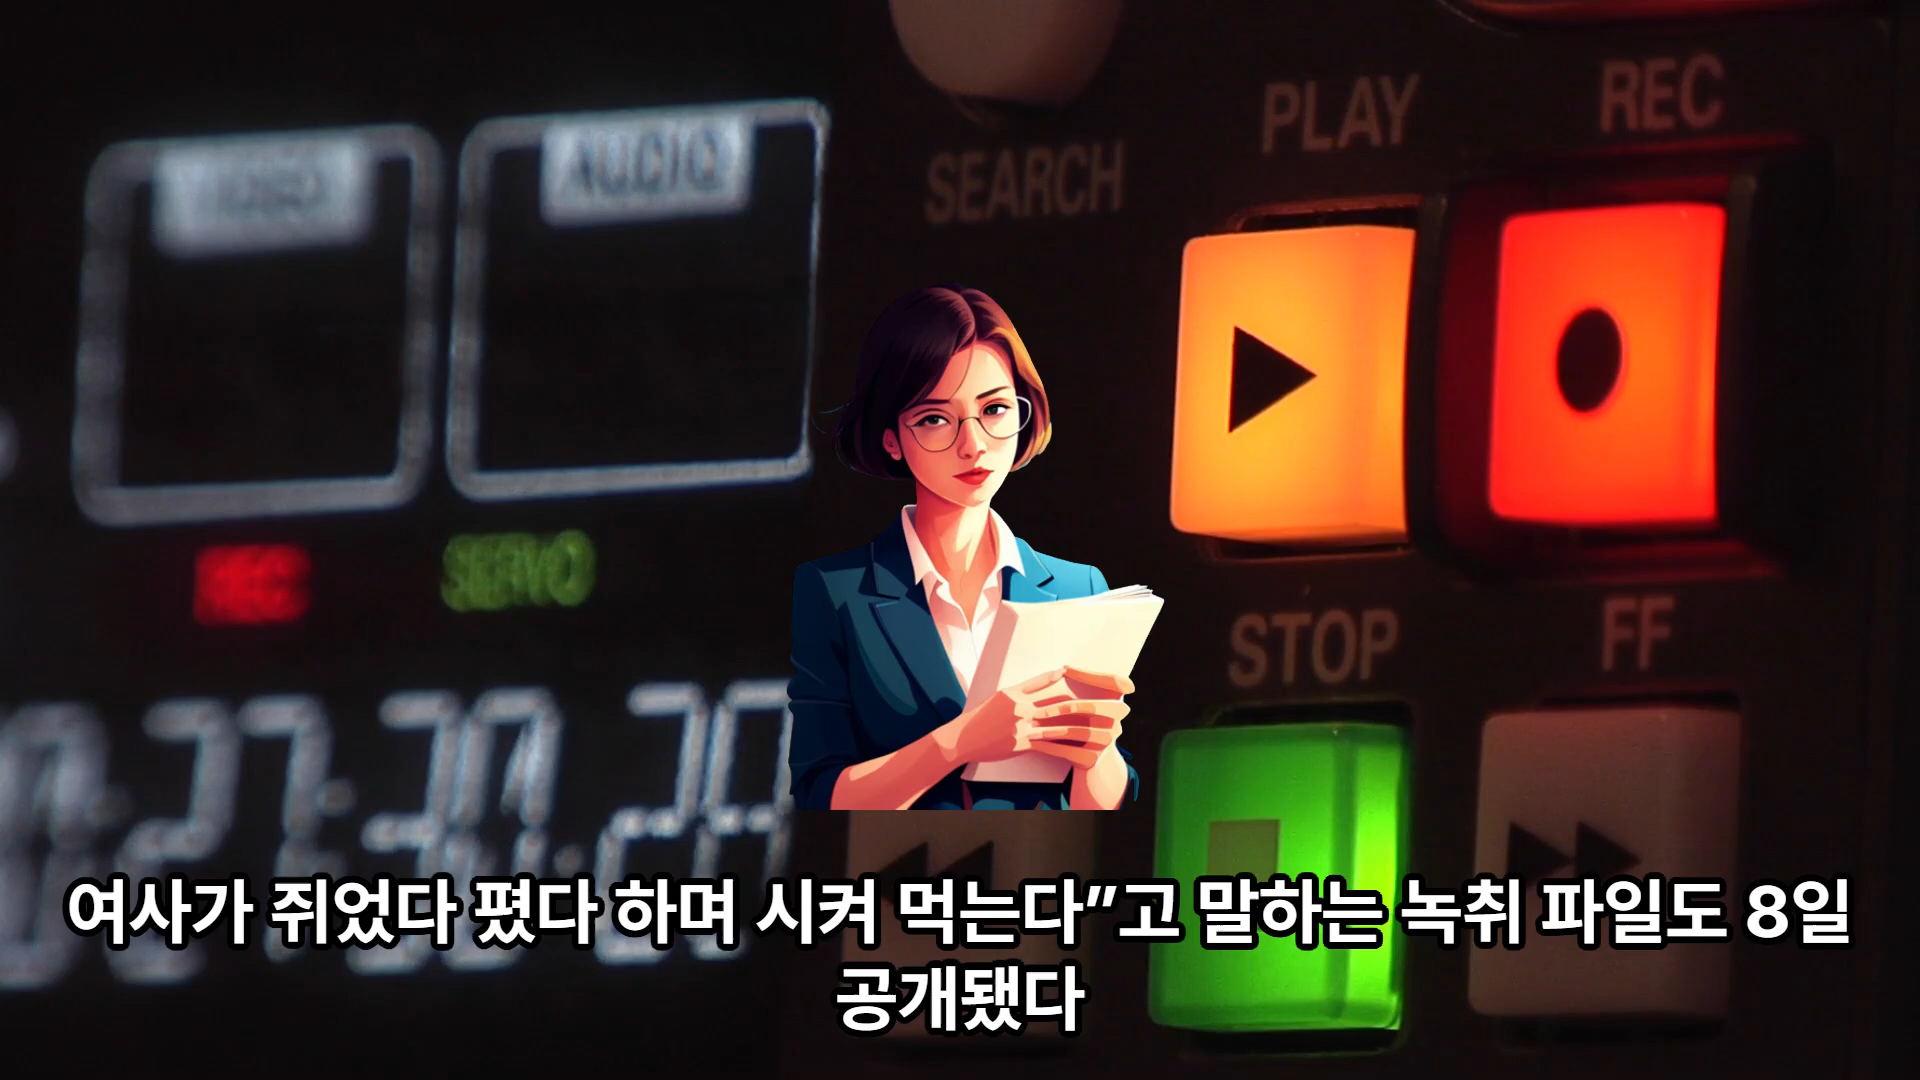 AUDIO
SEARCH
PLAY
REC
REC
SERVO
STOP
FF
여사가 쥐었다 폈다 하며 시켜 먹는다”고 말하는 녹취 파일도 8일
공개됐다